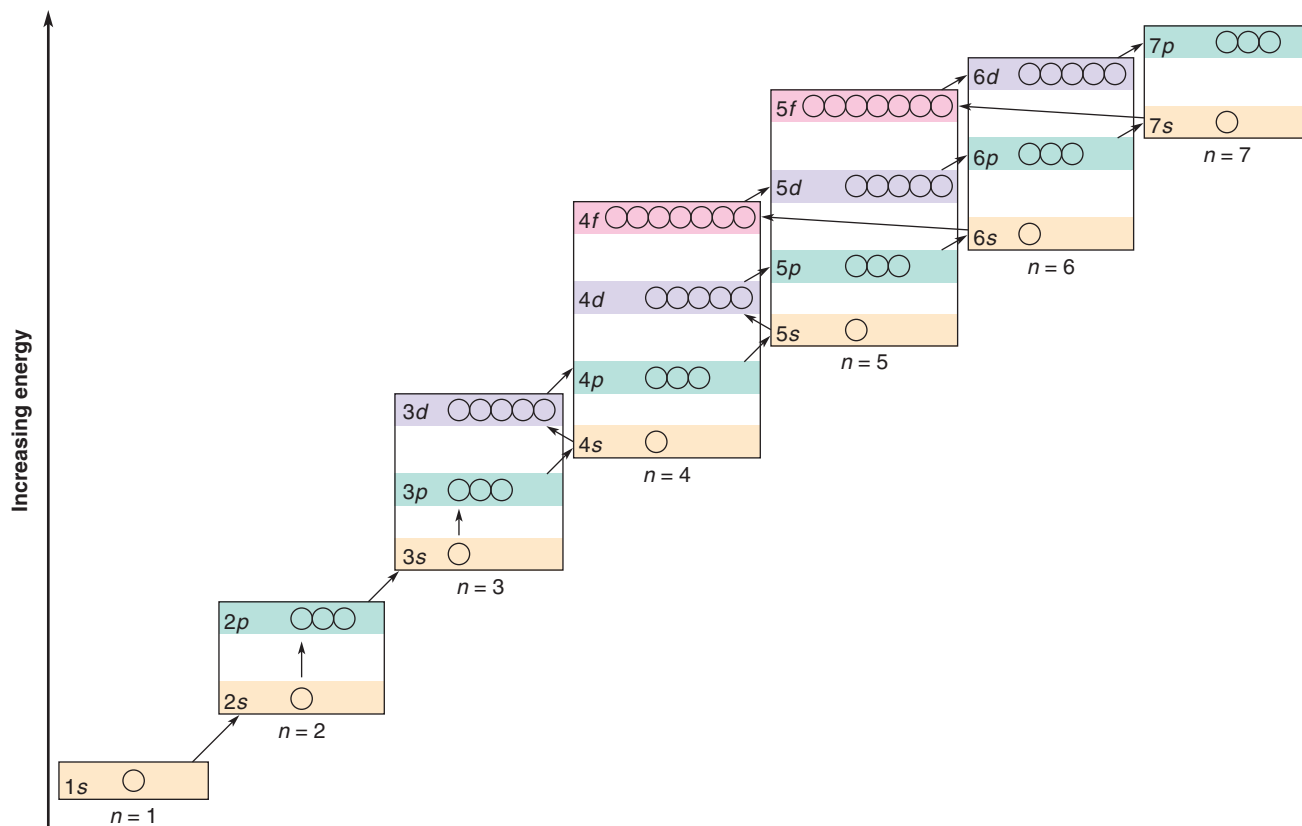 Increasing energy
7p
7s
n = 7
6d
6p
6s
n = 6
5f
5d
5p
5s
n = 5
4f
4d
4p
4s
n = 4
3d
3p
3s
n = 3
2p
2s
n = 2
1s
n = 1